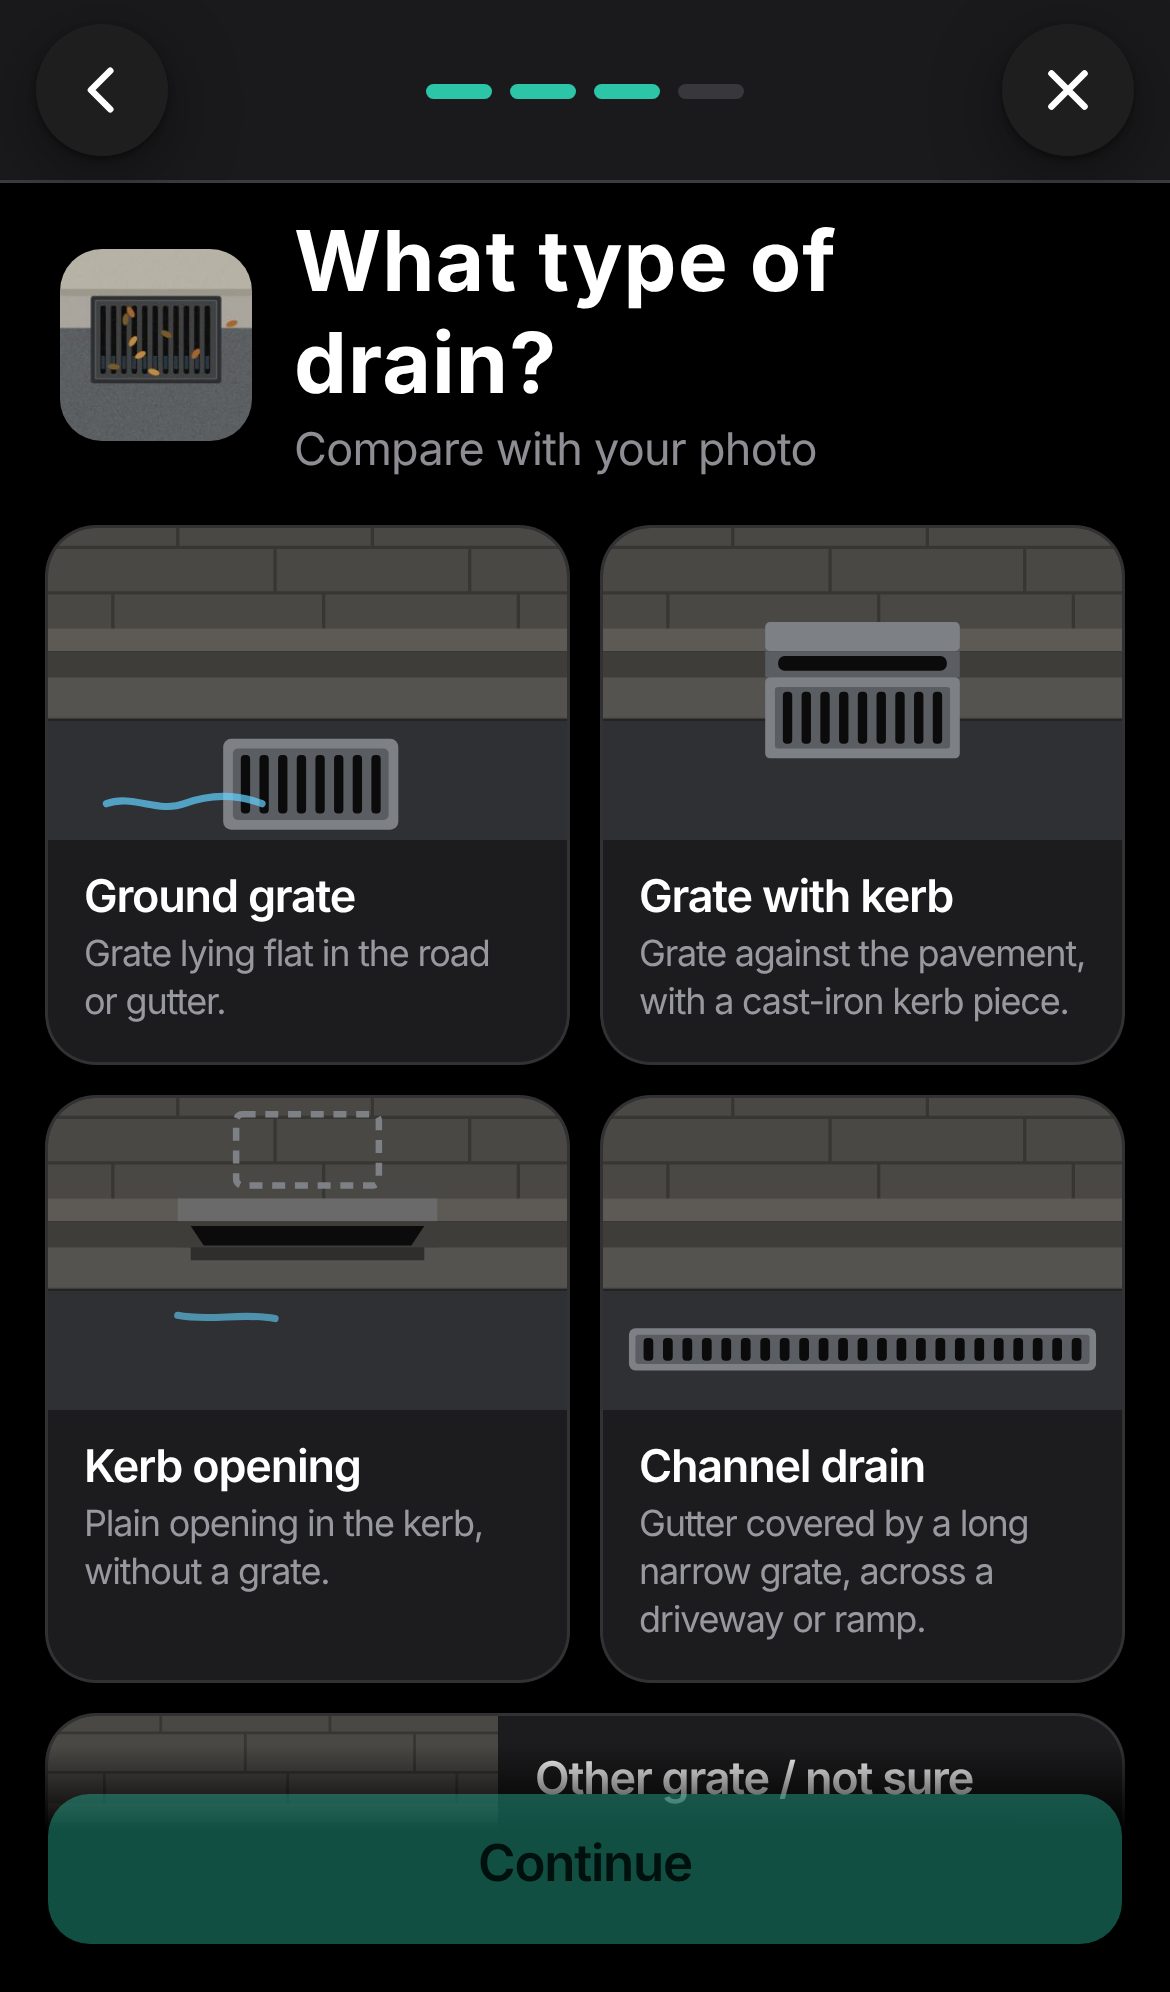 What type of
drain?
Compare with your photo
Ground grate
Grate lying flat in the road
or gutter.
Grate with kerb
Grate against the pavement,
with a cast-iron kerb piece.
Kerb opening
Plain opening in the kerb,
without a grate.
Channel drain
Gutter covered by a long
narrow grate, across a
driveway or ramp.
Other grate / not sure
Continue